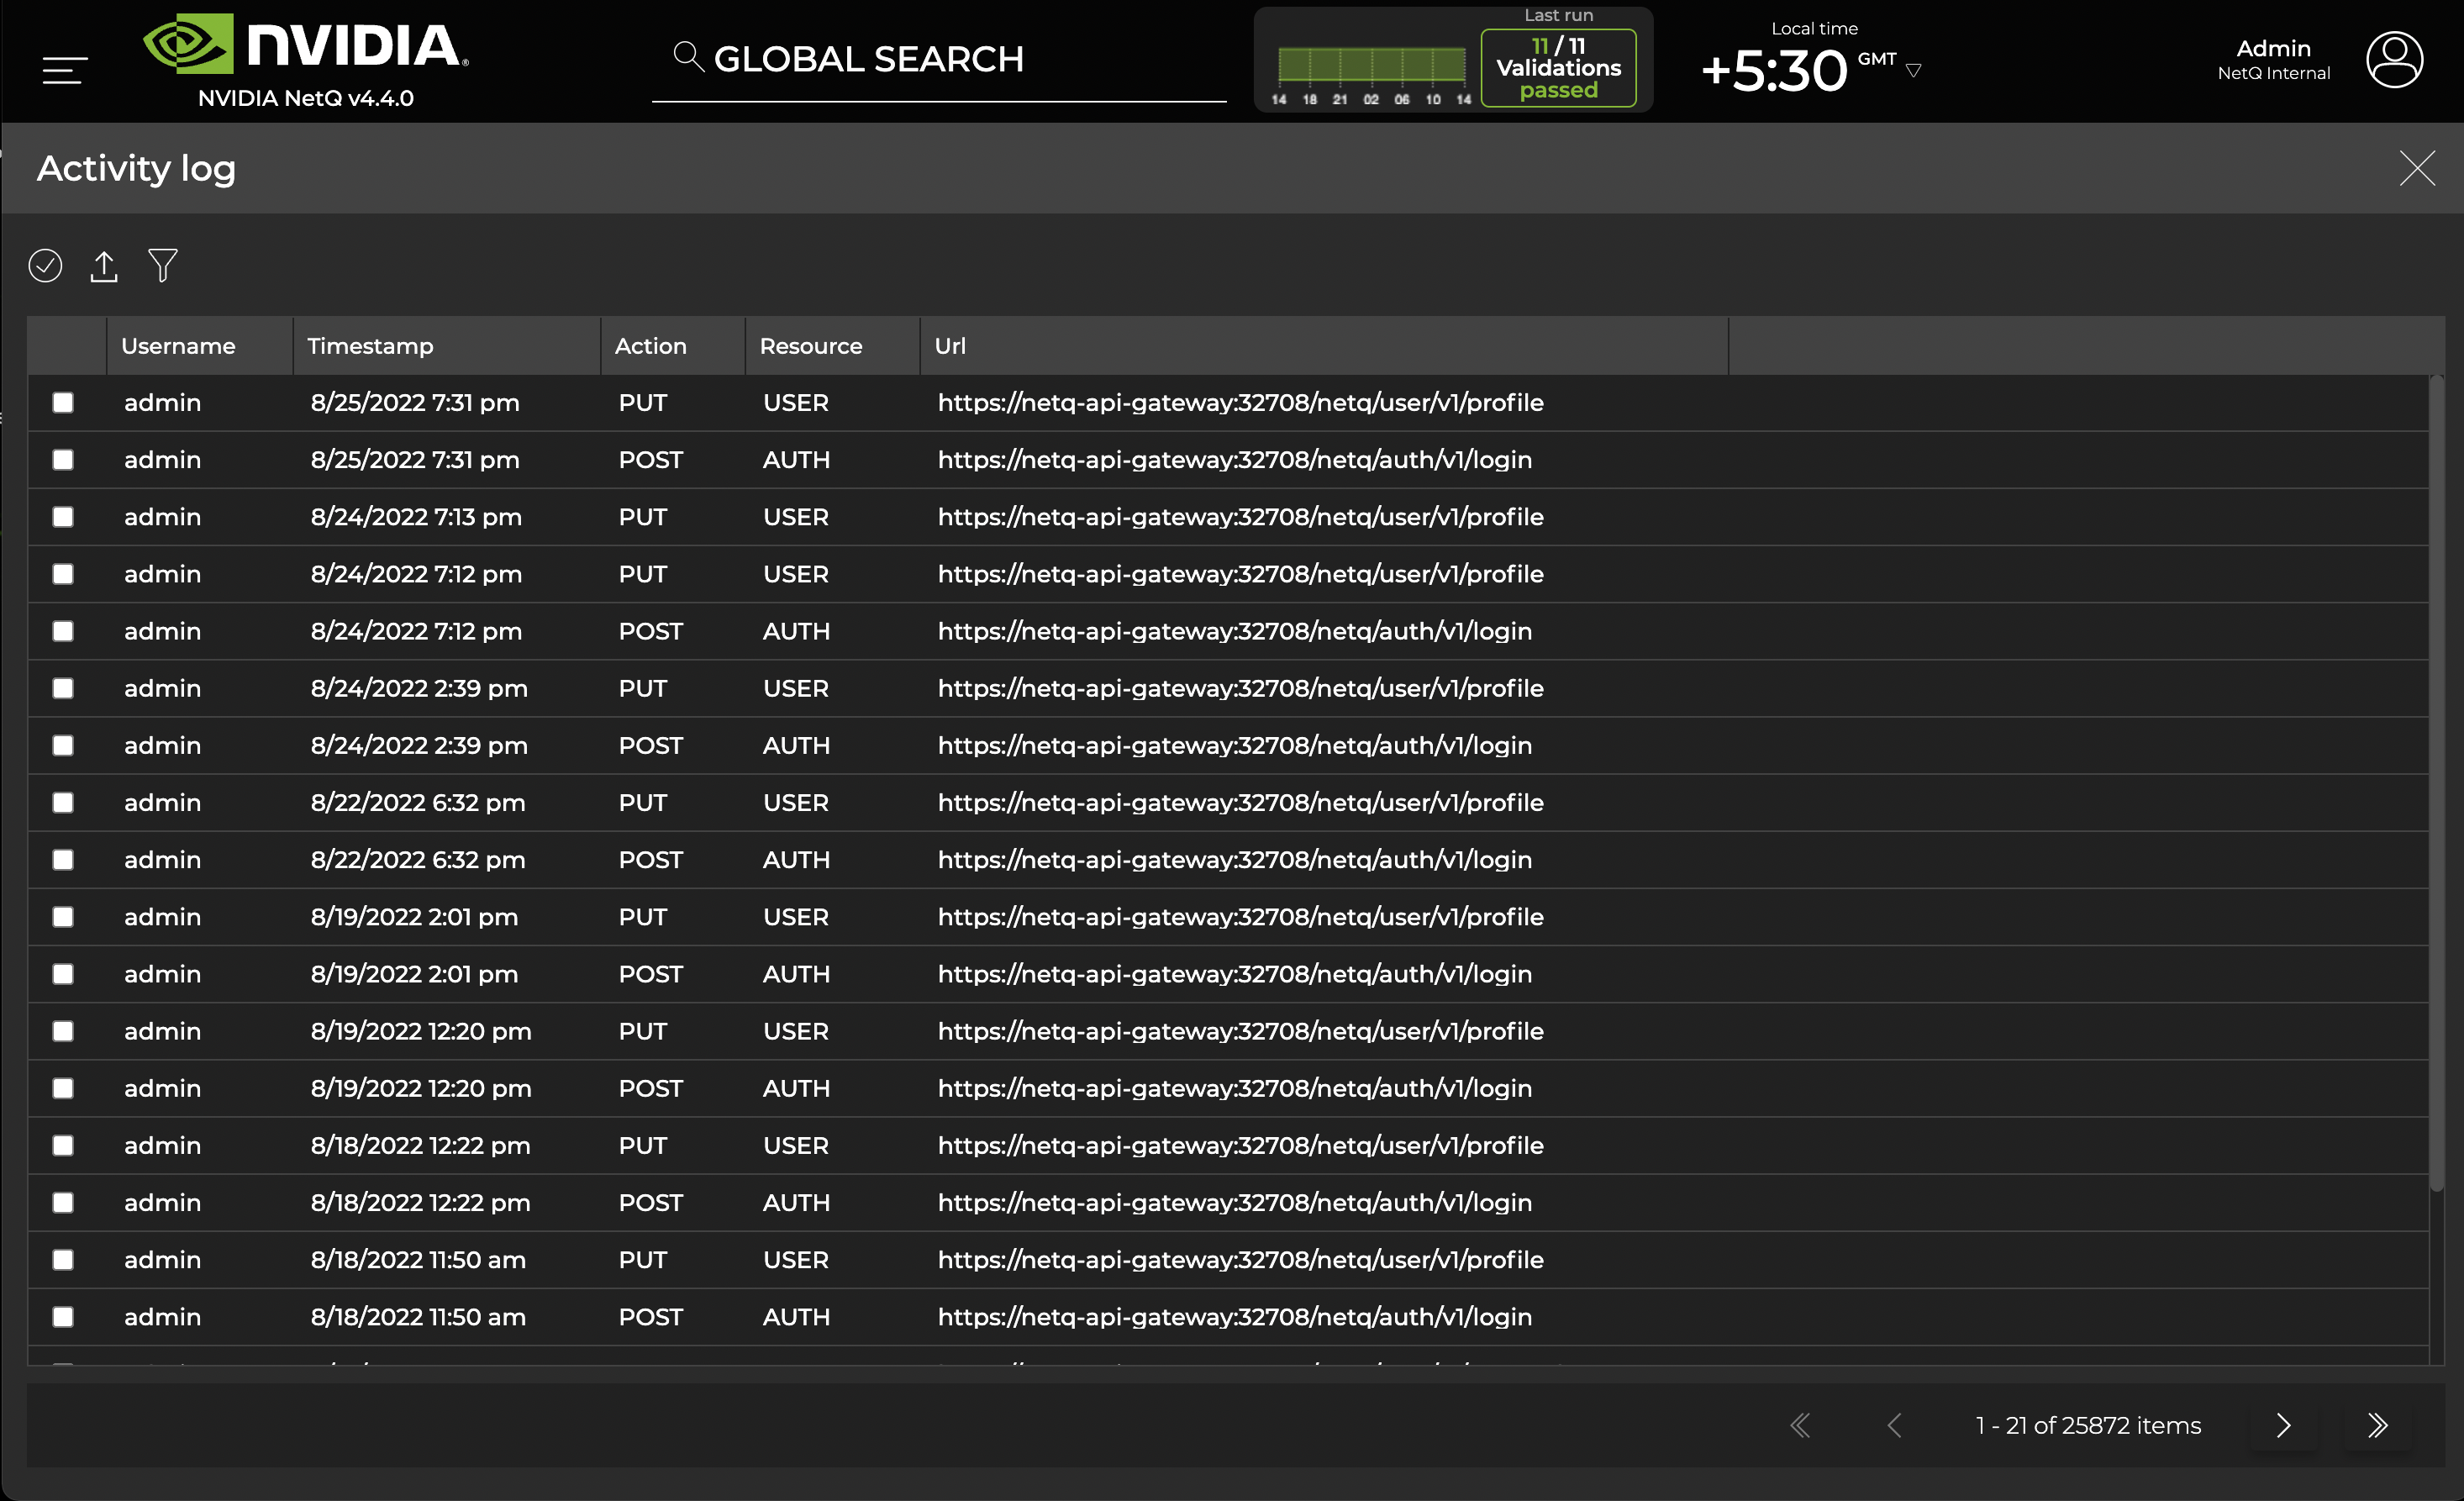 NVIDIA
NVIDIA NetQ v4.4.0
GLOBAL SEARCH
Last run
11 / 11
Validations
passed
14 18 21 02 06 10 14
Local time
+5:30 GMT
Admin
NetQ Internal
Activity log
Username Timestamp Action Resource Url
admin 8/25/2022 7:31 pm PUT USER https://netq-api-gateway:32708/netq/user/v1/profile
admin 8/25/2022 7:31 pm POST AUTH https://netq-api-gateway:32708/netq/auth/v1/login
admin 8/24/2022 7:13 pm PUT USER https://netq-api-gateway:32708/netq/user/v1/profile
admin 8/24/2022 7:12 pm PUT USER https://netq-api-gateway:32708/netq/user/v1/profile
admin 8/24/2022 7:12 pm POST AUTH https://netq-api-gateway:32708/netq/auth/v1/login
admin 8/24/2022 2:39 pm PUT USER https://netq-api-gateway:32708/netq/user/v1/profile
admin 8/24/2022 2:39 pm POST AUTH https://netq-api-gateway:32708/netq/auth/v1/login
admin 8/22/2022 6:32 pm PUT USER https://netq-api-gateway:32708/netq/user/v1/profile
admin 8/22/2022 6:32 pm POST AUTH https://netq-api-gateway:32708/netq/auth/v1/login
admin 8/19/2022 2:01 pm PUT USER https://netq-api-gateway:32708/netq/user/v1/profile
admin 8/19/2022 2:01 pm POST AUTH https://netq-api-gateway:32708/netq/auth/v1/login
admin 8/19/2022 12:20 pm PUT USER https://netq-api-gateway:32708/netq/user/v1/profile
admin 8/19/2022 12:20 pm POST AUTH https://netq-api-gateway:32708/netq/auth/v1/login
admin 8/18/2022 12:22 pm PUT USER https://netq-api-gateway:32708/netq/user/v1/profile
admin 8/18/2022 12:22 pm POST AUTH https://netq-api-gateway:32708/netq/auth/v1/login
admin 8/18/2022 11:50 am PUT USER https://netq-api-gateway:32708/netq/user/v1/profile
admin 8/18/2022 11:50 am POST AUTH https://netq-api-gateway:32708/netq/auth/v1/login
1 - 21 of 25872 items